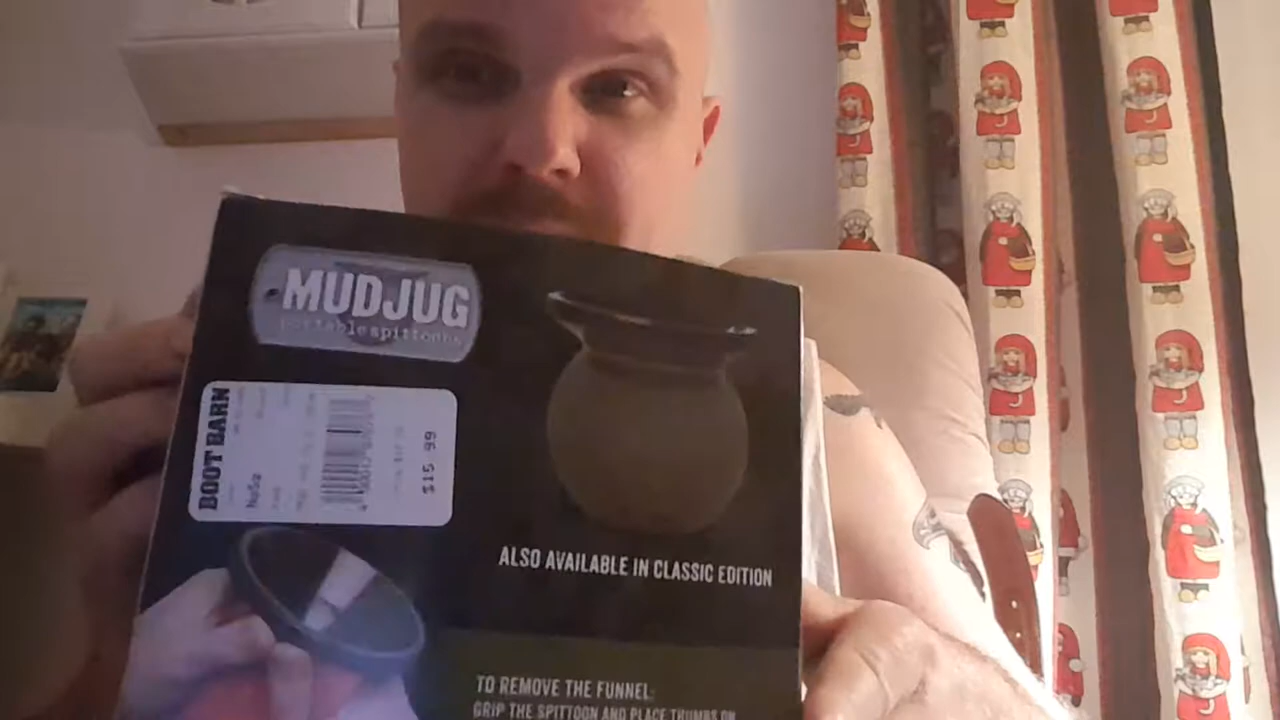 MUDJUG
portable spittoons
BOOT BARN
$15 99
ALSO AVAILABLE IN CLASSIC EDITION
TO REMOVE THE FUNNEL:
GRIP THE SPITTOON AND PLACE THUMBS ON